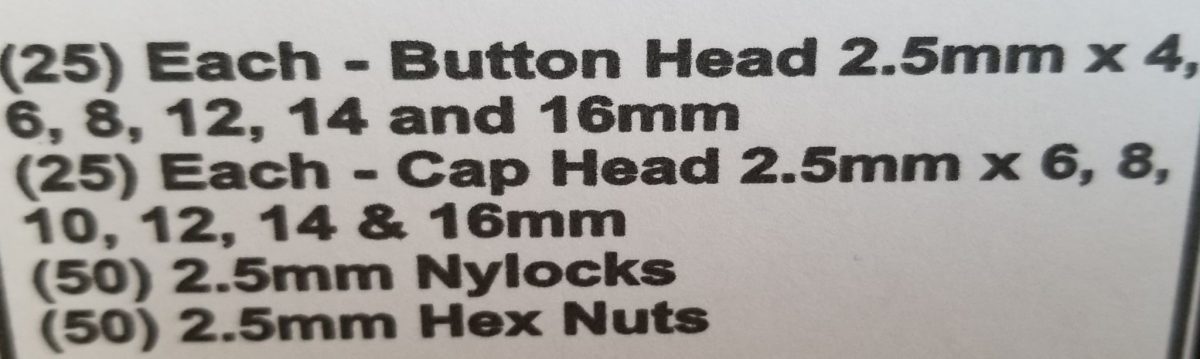 (25) Each - Button Head 2.5mm x 4,
6, 8, 12, 14 and 16mm
(25) Each - Cap Head 2.5mm x 6, 8,
10, 12, 14 & 16mm
(50) 2.5mm Nylocks
(50) 2.5mm Hex Nuts